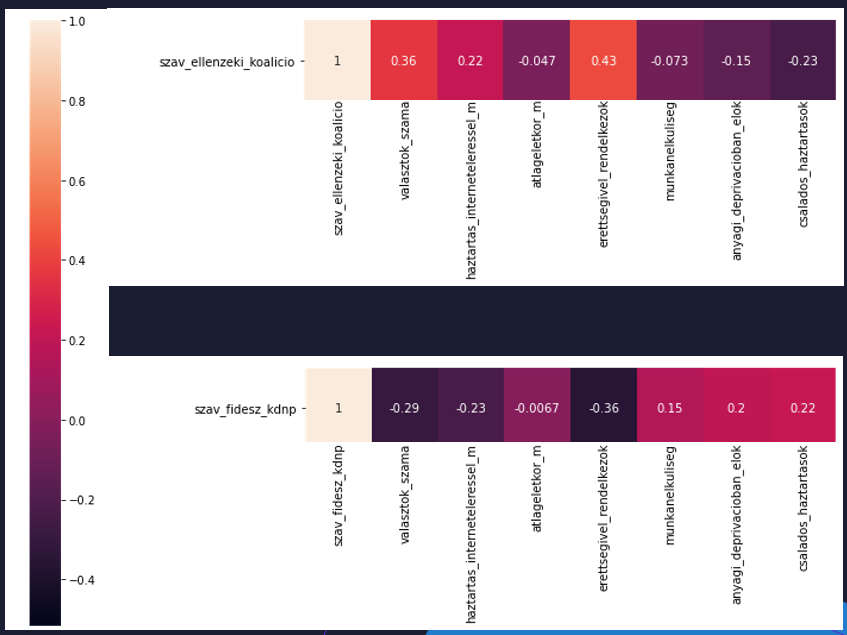 1.0
0.8
0.6
0.4
0.2
0.0
−0.2
−0.4
szav_ellenzeki_koalicio
1 0.36 0.22 -0.047 0.43 -0.073 -0.15 -0.23
szav_ellenzeki_koalicio
valasztok_szama
haztartas_interneteleressel_m
atlageletkor_m
erettsegivel_rendelkezok
munkanelkuliseg
anyagi_deprivacioban_elok
csalados_haztartasok
szav_fidesz_kdnp
1 -0.29 -0.23 -0.0067 -0.36 0.15 0.2 0.22
szav_fidesz_kdnp
valasztok_szama
haztartas_interneteleressel_m
atlageletkor_m
erettsegivel_rendelkezok
munkanelkuliseg
anyagi_deprivacioban_elok
csalados_haztartasok